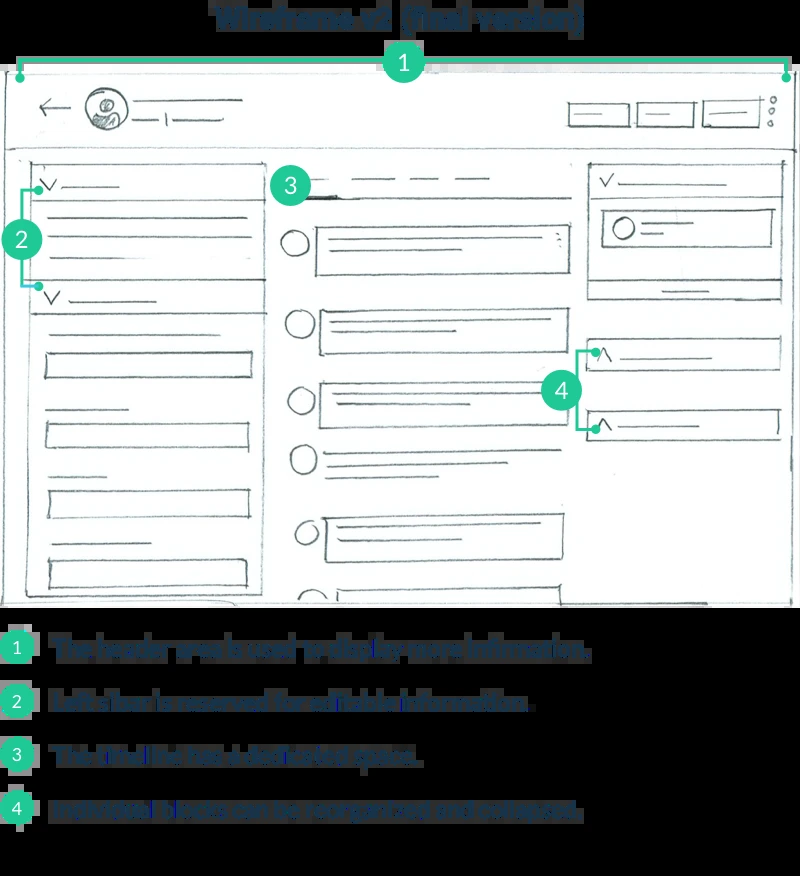 Wireframe v2 (final version)
1
3
2
4
1 The header area is used to display more information.
2 Left sidebar is reserved for editable information.
3 The timeline has a dedicated space.
4 Individual blocks can be reorganized and collapsed.